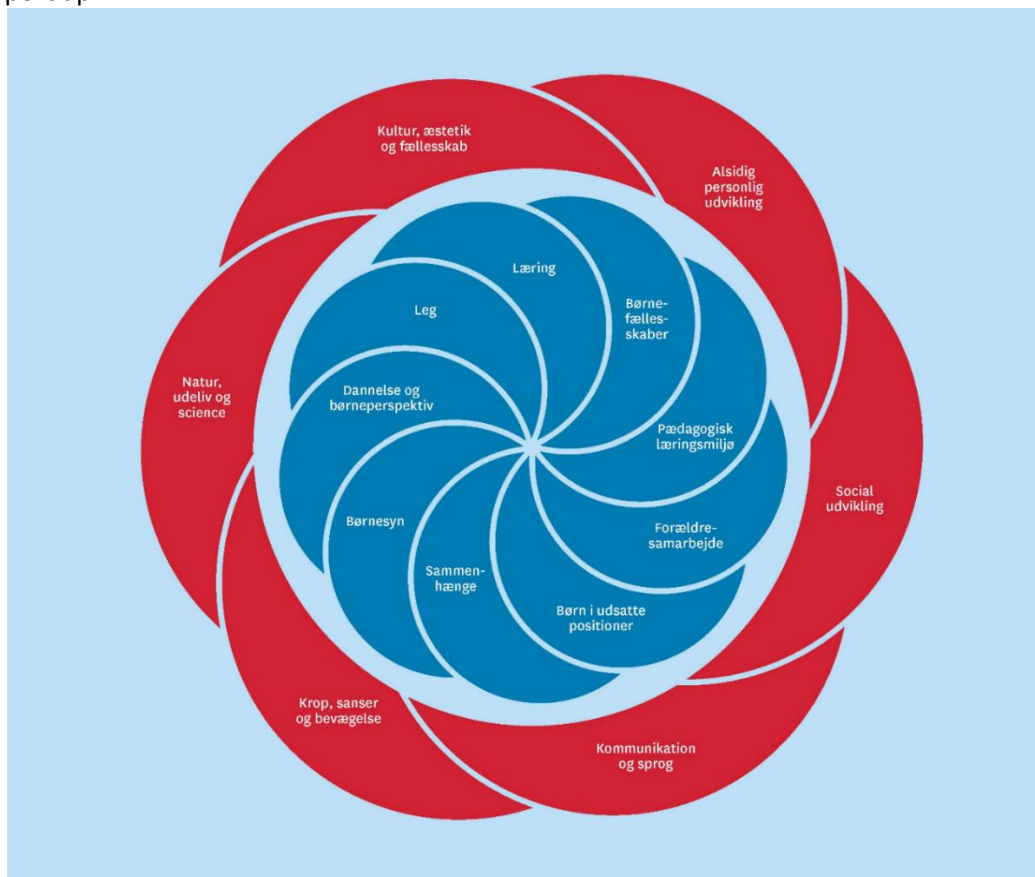 Kultur, æstetik
og fællesskab
Alsidig
personlig
udvikling
Læring
Børne-
fælles-
skaber
Leg
Natur,
udeliv og
science
Dannelse og
børneperspektiv
Pædagogisk
læringsmiljø
Social
udvikling
Børnesyn
Forældre-
samarbejde
Sammen-
hænge
Børn i udsatte
positioner
Krop, sanser
og bevægelse
Kommunikation
og sprog